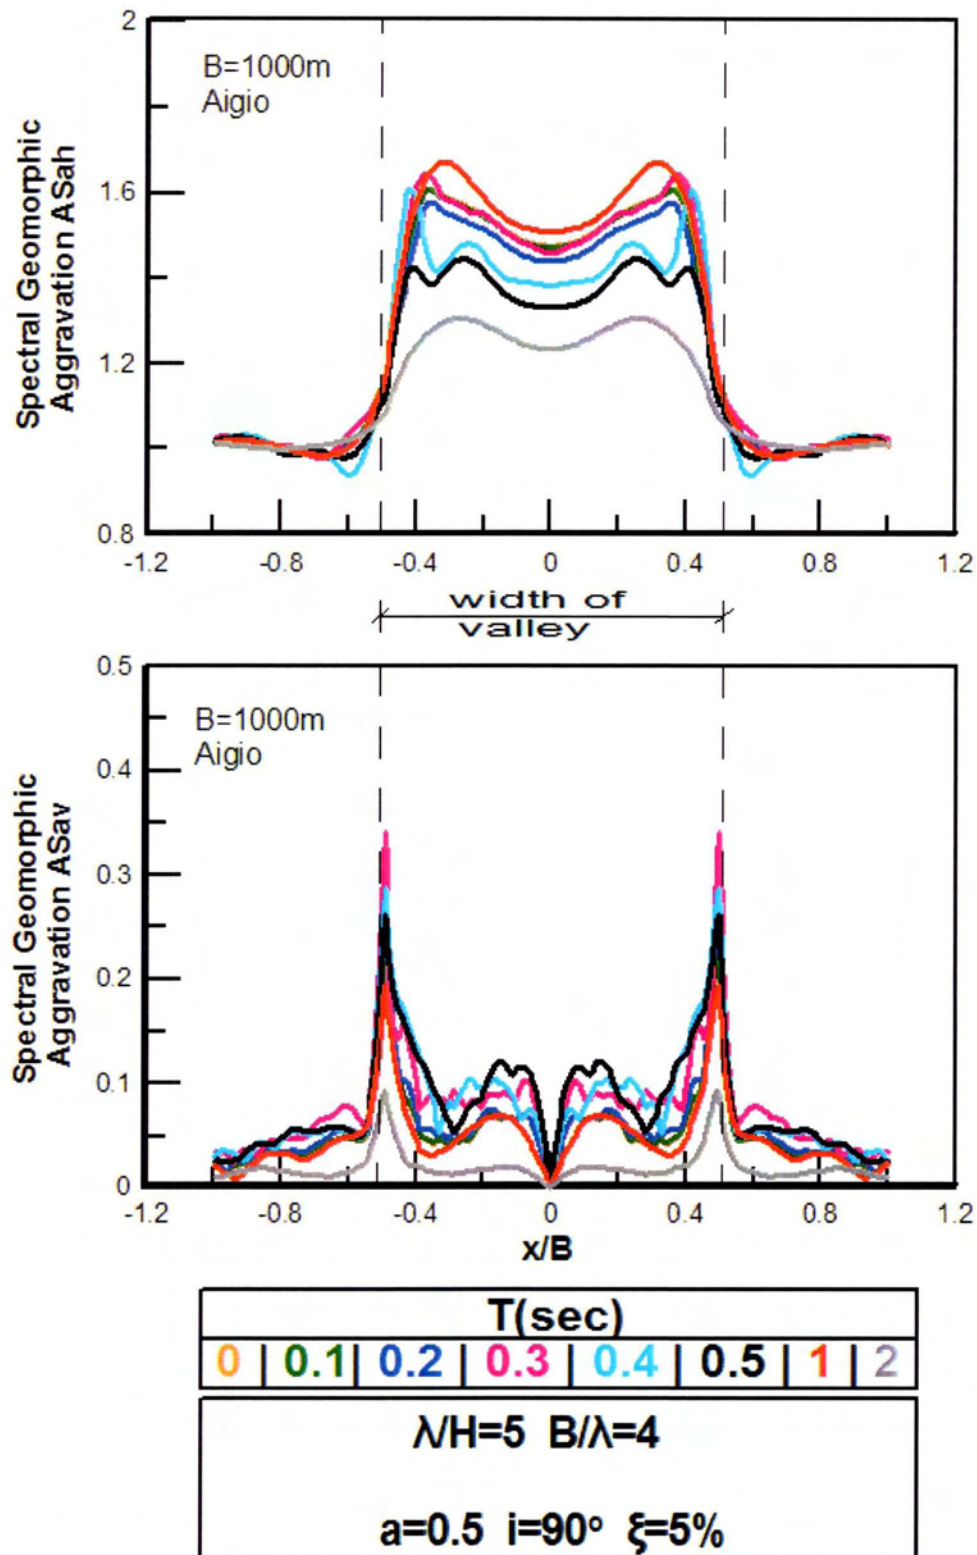 2
B=1000m
Aigio
1.6
1.2
0.8
Spectral Geomorphic
Aggravation ASah
-1.2 -0.8 -0.4 0 0.4 0.8 1.2
width of
valley
0.5
B=1000m
Aigio
0.4
0.3
0.2
0.1
0
Spectral Geomorphic
Aggravation ASav
-1.2 -0.8 -0.4 0 0.4 0.8 1.2
x/B
T(sec)
0 | 0.1 | 0.2 | 0.3 | 0.4 | 0.5 | 1 | 2
λ/H=5 B/λ=4
a=0.5 i=90° ξ=5%